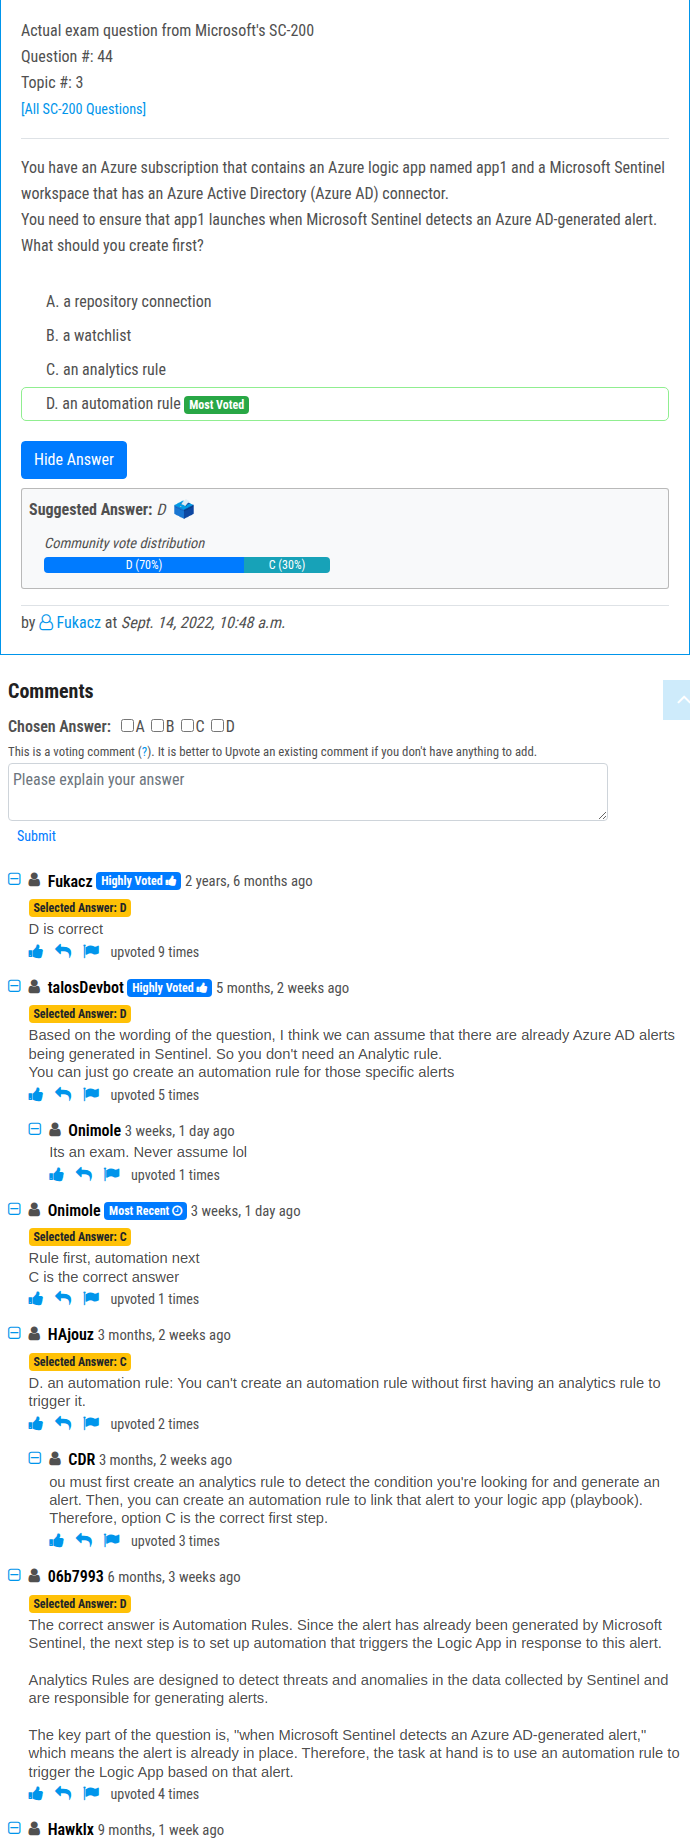 Actual exam question from Microsoft's SC-200
Question #: 44
Topic #: 3
[All SC-200 Questions]
You have an Azure subscription that contains an Azure logic app named app1 and a Microsoft Sentinel
workspace that has an Azure Active Directory (Azure AD) connector.
You need to ensure that app1 launches when Microsoft Sentinel detects an Azure AD-generated alert.
What should you create first?
A. a repository connection
B. a watchlist
C. an analytics rule
D. an automation rule Most Voted
Hide Answer
Suggested Answer: D
Community vote distribution
D (70%) C (30%)
by Fukacz at Sept. 14, 2022, 10:48 a.m.
Comments
Chosen Answer: A B C D
This is a voting comment (?). It is better to Upvote an existing comment if you don't have anything to add.
Please explain your answer
Submit
Fukacz Highly Voted 2 years, 6 months ago
Selected Answer: D
D is correct
upvoted 9 times
talosDevbot Highly Voted 5 months, 2 weeks ago
Selected Answer: D
Based on the wording of the question, I think we can assume that there are already Azure AD alerts
being generated in Sentinel. So you don't need an Analytic rule.
You can just go create an automation rule for those specific alerts
upvoted 5 times
Onimole 3 weeks, 1 day ago
Its an exam. Never assume lol
upvoted 1 times
Onimole Most Recent 3 weeks, 1 day ago
Selected Answer: C
Rule first, automation next
C is the correct answer
upvoted 1 times
HAjouz 3 months, 2 weeks ago
Selected Answer: C
D. an automation rule: You can't create an automation rule without first having an analytics rule to
trigger it.
upvoted 2 times
CDR 3 months, 2 weeks ago
ou must first create an analytics rule to detect the condition you're looking for and generate an
alert. Then, you can create an automation rule to link that alert to your logic app (playbook).
Therefore, option C is the correct first step.
upvoted 3 times
06b7993 6 months, 3 weeks ago
Selected Answer: D
The correct answer is Automation Rules. Since the alert has already been generated by Microsoft
Sentinel, the next step is to set up automation that triggers the Logic App in response to this alert.
Analytics Rules are designed to detect threats and anomalies in the data collected by Sentinel and
are responsible for generating alerts.
The key part of the question is, "when Microsoft Sentinel detects an Azure AD-generated alert,"
which means the alert is already in place. Therefore, the task at hand is to use an automation rule to
trigger the Logic App based on that alert.
upvoted 4 times
Hawklx 9 months, 1 week ago